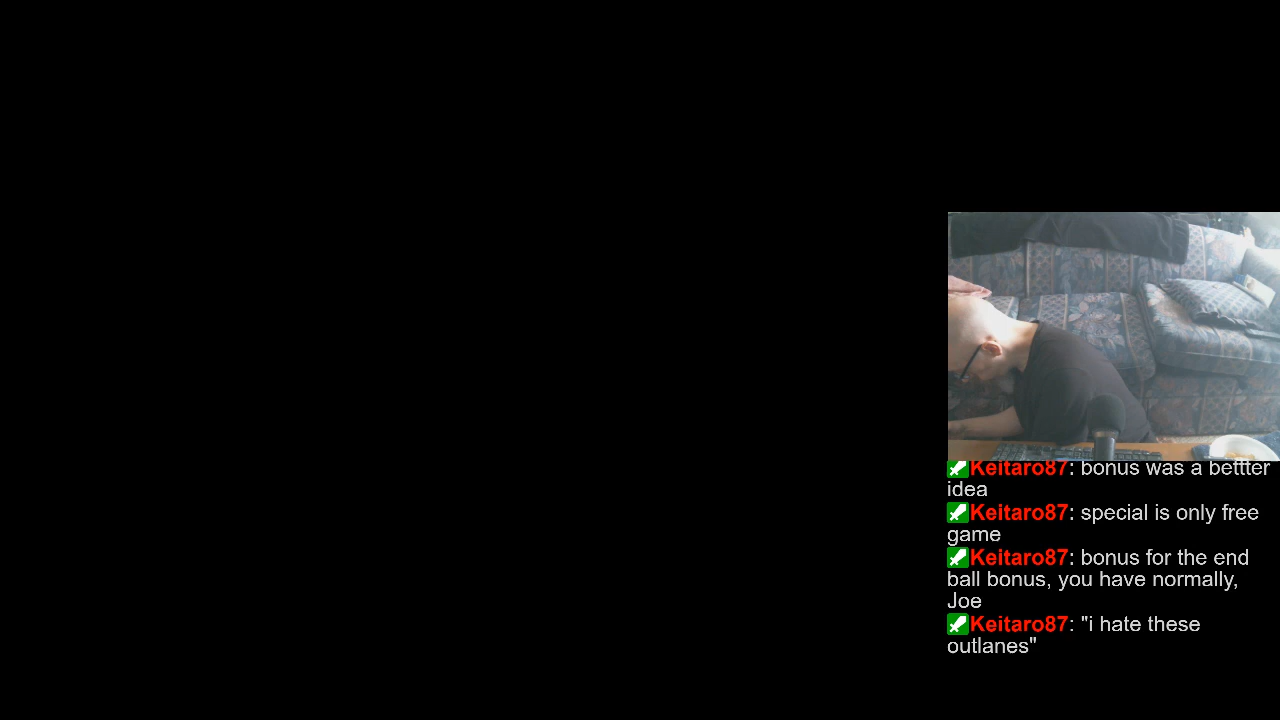 Keitaro87: bonus was a bettter
idea
Keitaro87: special is only free
game
Keitaro87: bonus for the end
ball bonus, you have normally,
Joe
Keitaro87: "i hate these
outlanes"